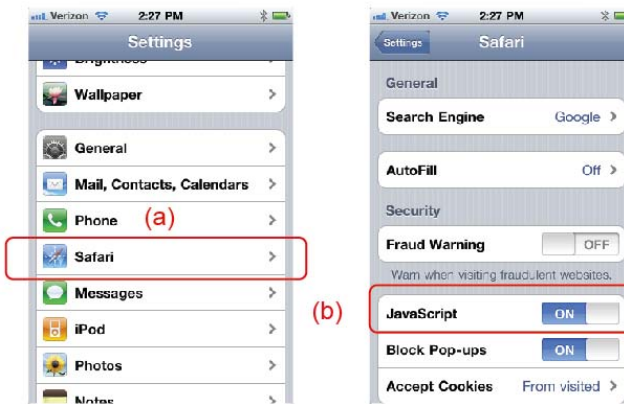 Verizon 2:27 PM
Settings
Brightness
Wallpaper
General
Mail, Contacts, Calendars
Phone
(a)
Safari
Messages
iPod
Photos
Notes
Verizon 2:27 PM
Settings Safari
General
Search Engine Google
AutoFill Off
Security
Fraud Warning OFF
Warn when visiting fraudulent websites.
(b)
JavaScript ON
Block Pop-ups ON
Accept Cookies From visited